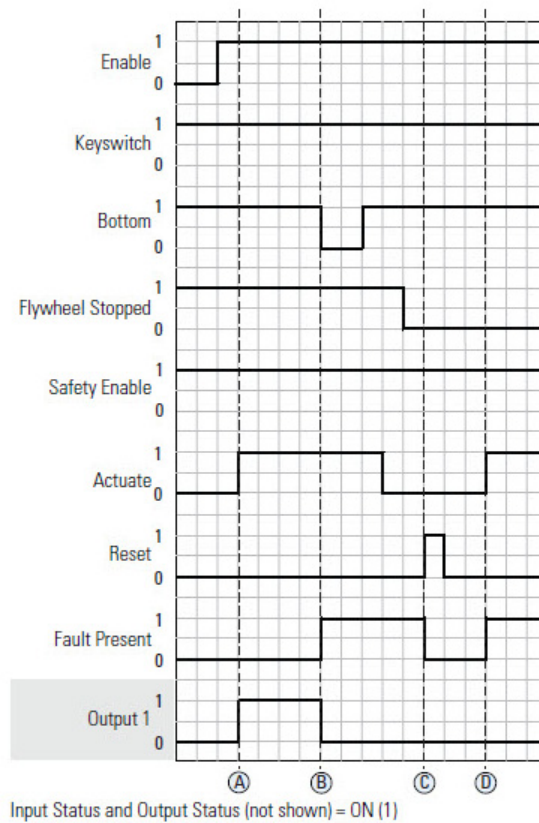 Enable
1
0
Keyswitch
1
0
Bottom
1
0
Flywheel Stopped
1
0
Safety Enable
1
0
Actuate
1
0
Reset
1
0
Fault Present
1
0
Output 1
1
0
Ⓐ Ⓑ Ⓒ Ⓓ
Input Status and Output Status (not shown) = ON (1)